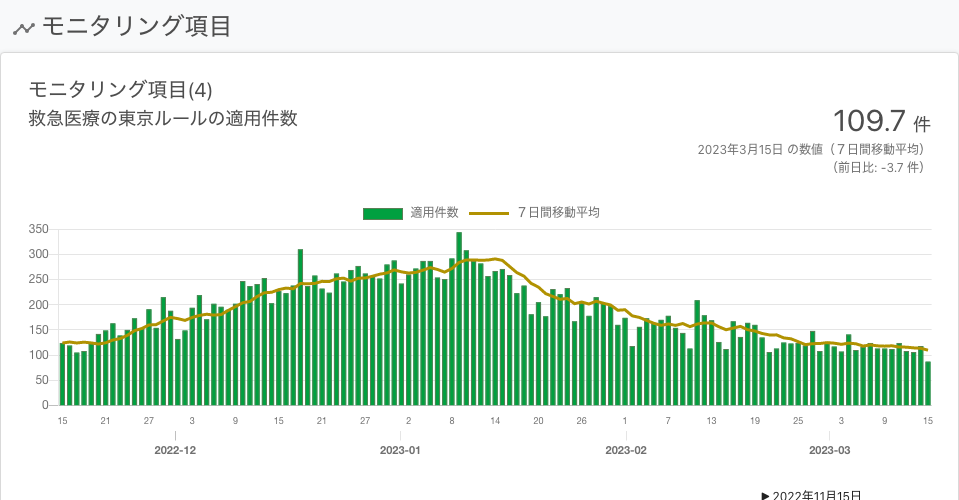 モニタリング項目
モニタリング項目(4)
救急医療の東京ルールの適用件数
109.7 件
2023年3月15日 の数値（７日間移動平均）
（前日比: -3.7 件）
適用件数 ７日間移動平均
350
300
250
200
150
100
50
0
15 21 27 3 9 15 21 27 2 8 14 20 26 1 7 13 19 25 3 9 15
2022-12 2023-01 2023-02 2023-03
▶ 2022年11月15日